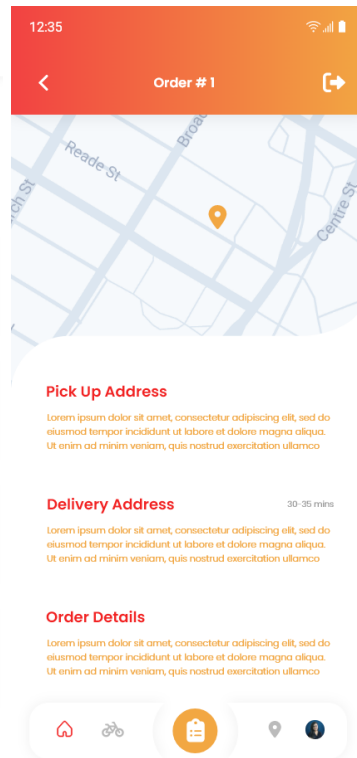 12:35
Order # 1
Reade St
Broad
rch St
Centre St
Pick Up Address
Lorem ipsum dolor sit amet, consectetur adipiscing elit, sed do
eiusmod tempor incididunt ut labore et dolore magna aliqua.
Ut enim ad minim veniam, quis nostrud exercitation ullamco
Delivery Address
30-35 mins
Lorem ipsum dolor sit amet, consectetur adipiscing elit, sed do
eiusmod tempor incididunt ut labore et dolore magna aliqua.
Ut enim ad minim veniam, quis nostrud exercitation ullamco
Order Details
Lorem ipsum dolor sit amet, consectetur adipiscing elit, sed do
eiusmod tempor incididunt ut labore et dolore magna aliqua.
Ut enim ad minim veniam, quis nostrud exercitation ullamco